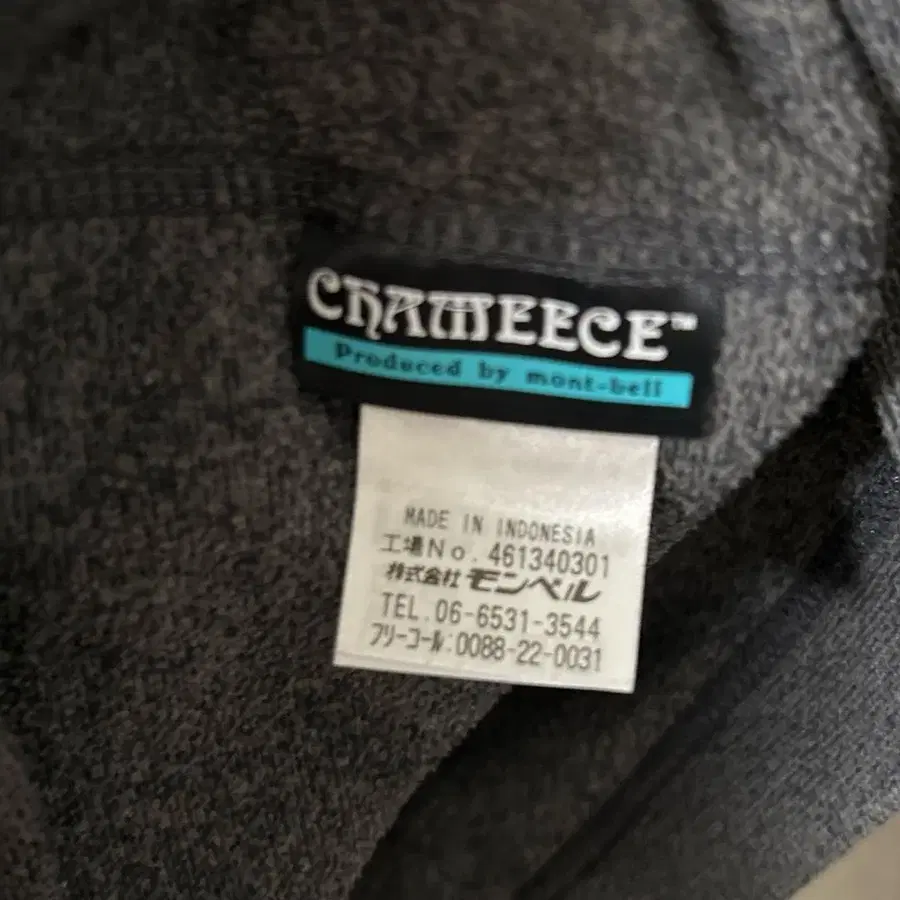 CHAMEECE™
Produced by mont-bell
MADE IN INDONESIA
工場No. 461340301
株式会社 モンベル
TEL.06-6531-3544
フリーコール:0088-22-0031